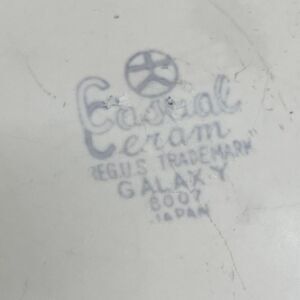 Casual
Ceram
REG.U.S. TRADEMARK
GALAXY
8007
JAPAN